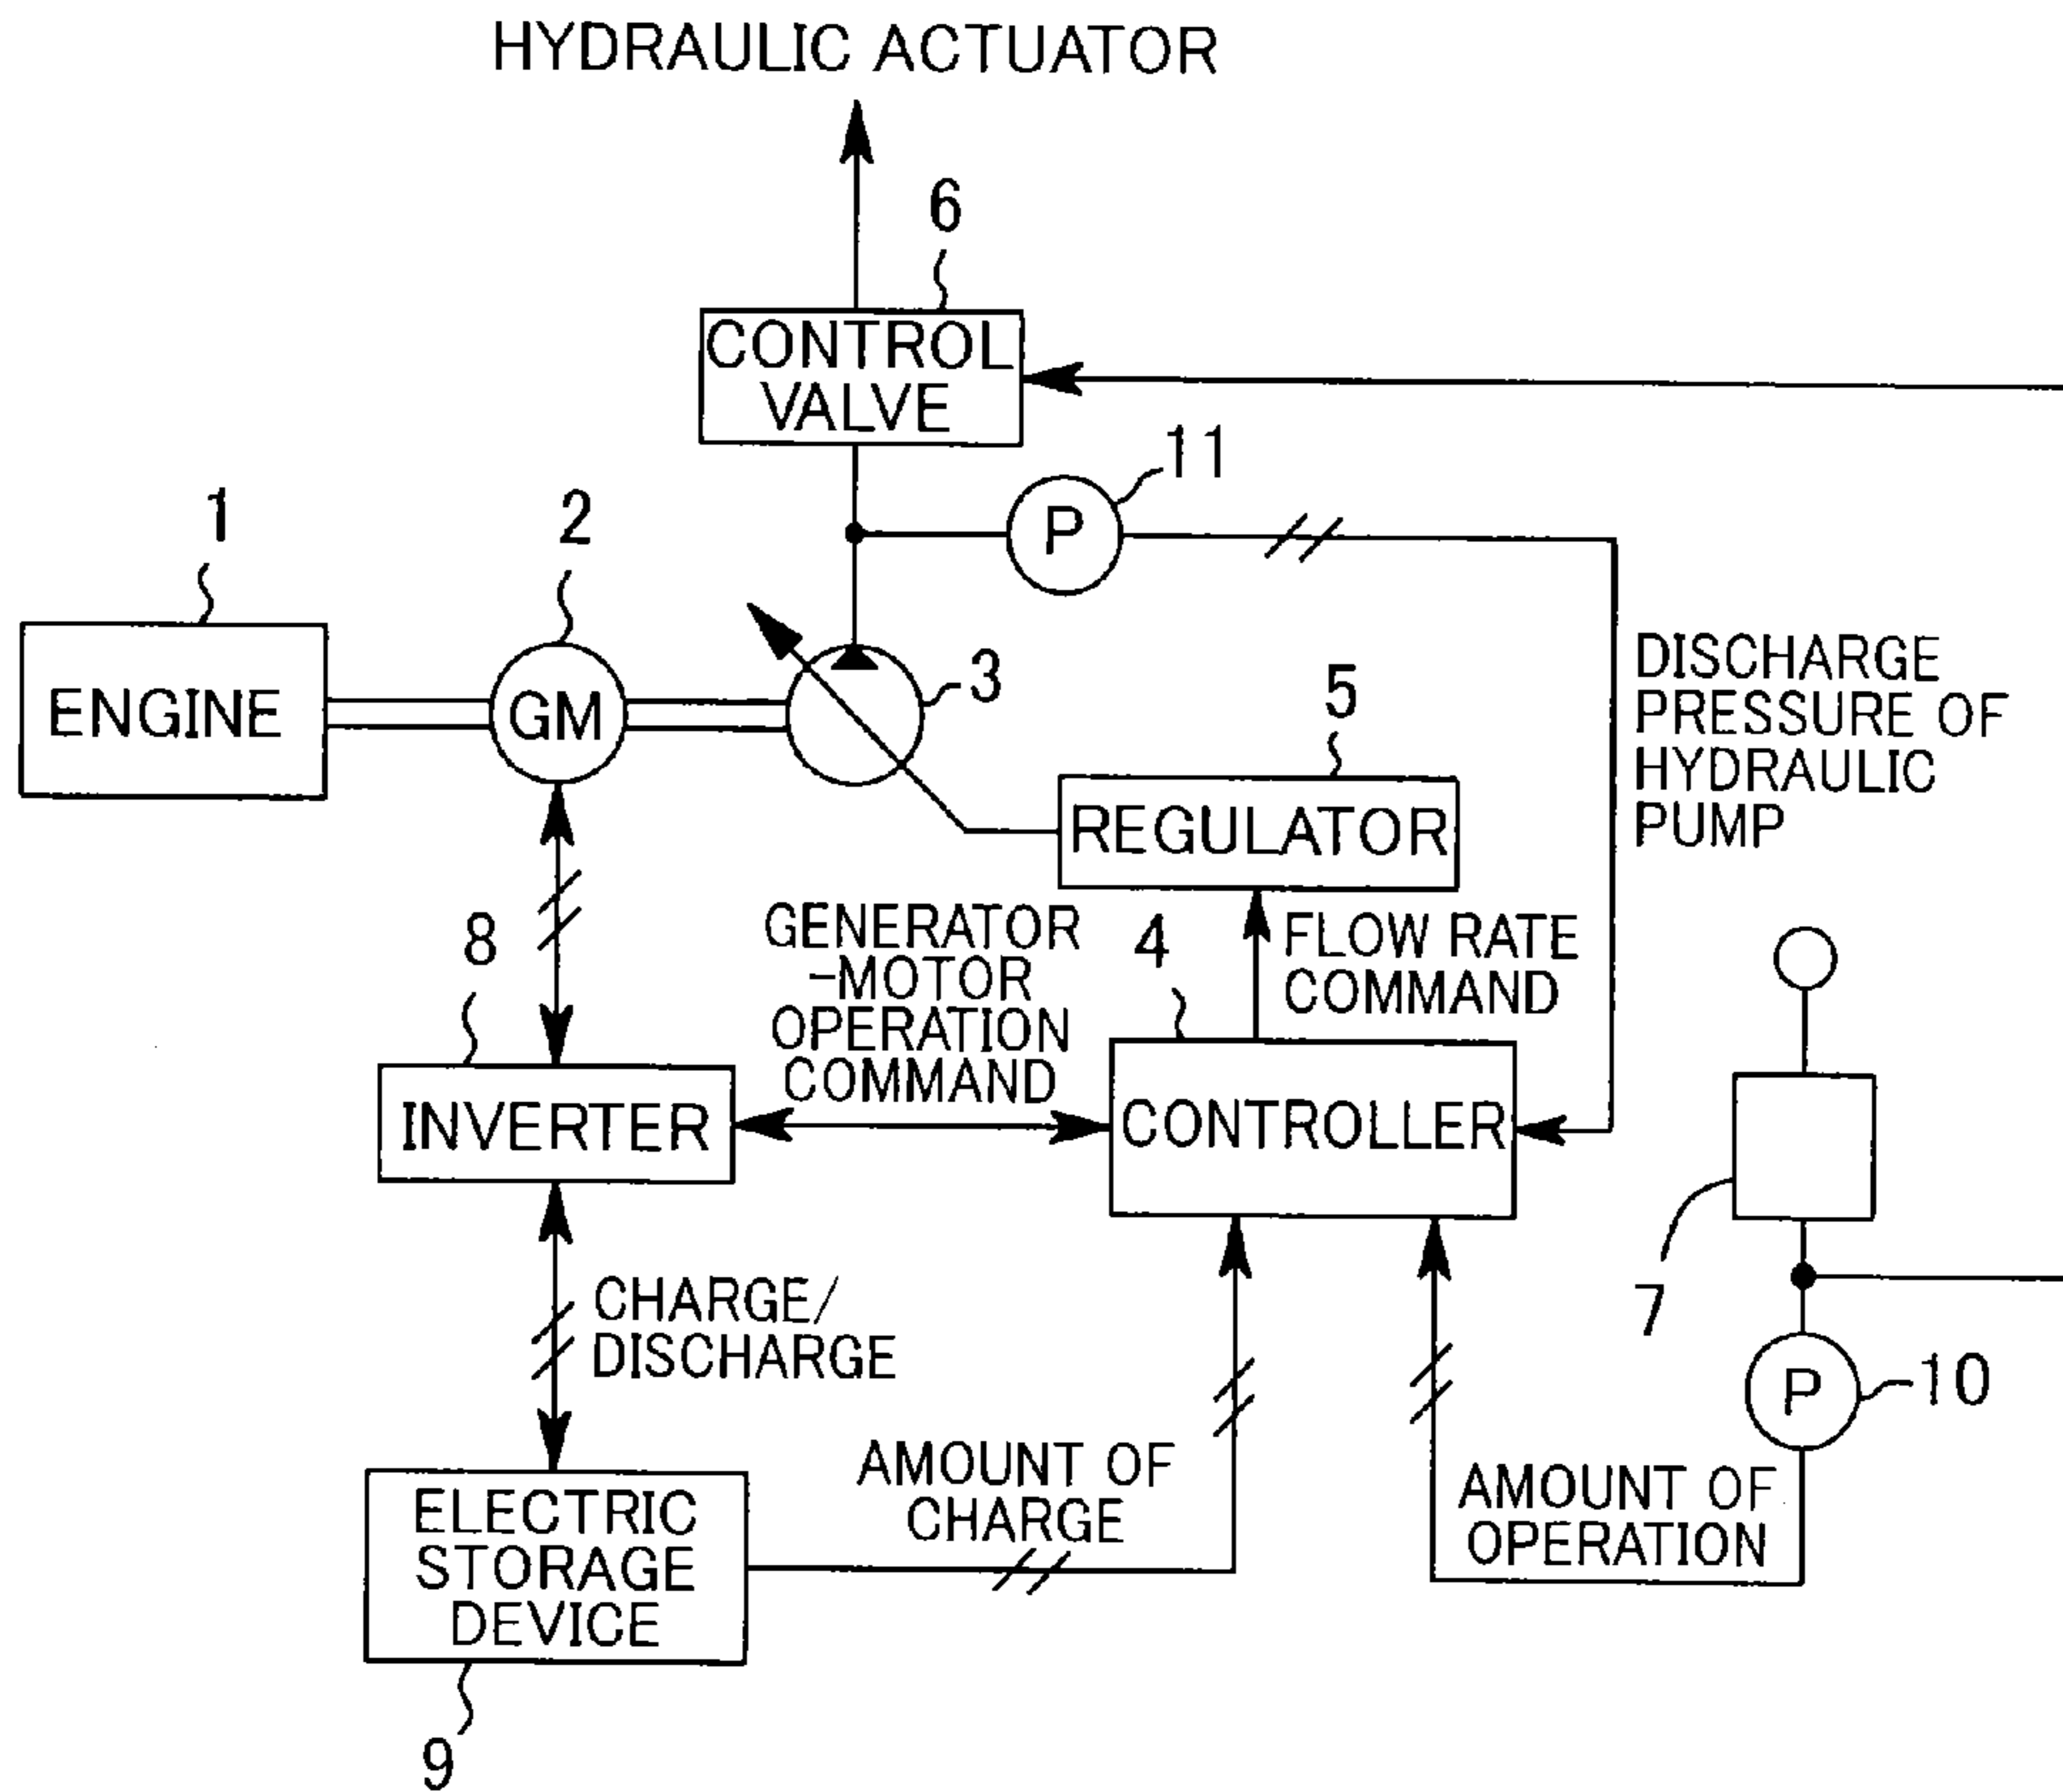 HYDRAULIC ACTUATOR
6
CONTROL
VALVE
11
P
1
2
ENGINE
GM
3
5
REGULATOR
DISCHARGE
PRESSURE OF
HYDRAULIC
PUMP
8
GENERATOR
-MOTOR
OPERATION
COMMAND
4
FLOW RATE
COMMAND
INVERTER
CONTROLLER
7
CHARGE/
DISCHARGE
P
10
AMOUNT OF
CHARGE
AMOUNT OF
OPERATION
ELECTRIC
STORAGE
DEVICE
9